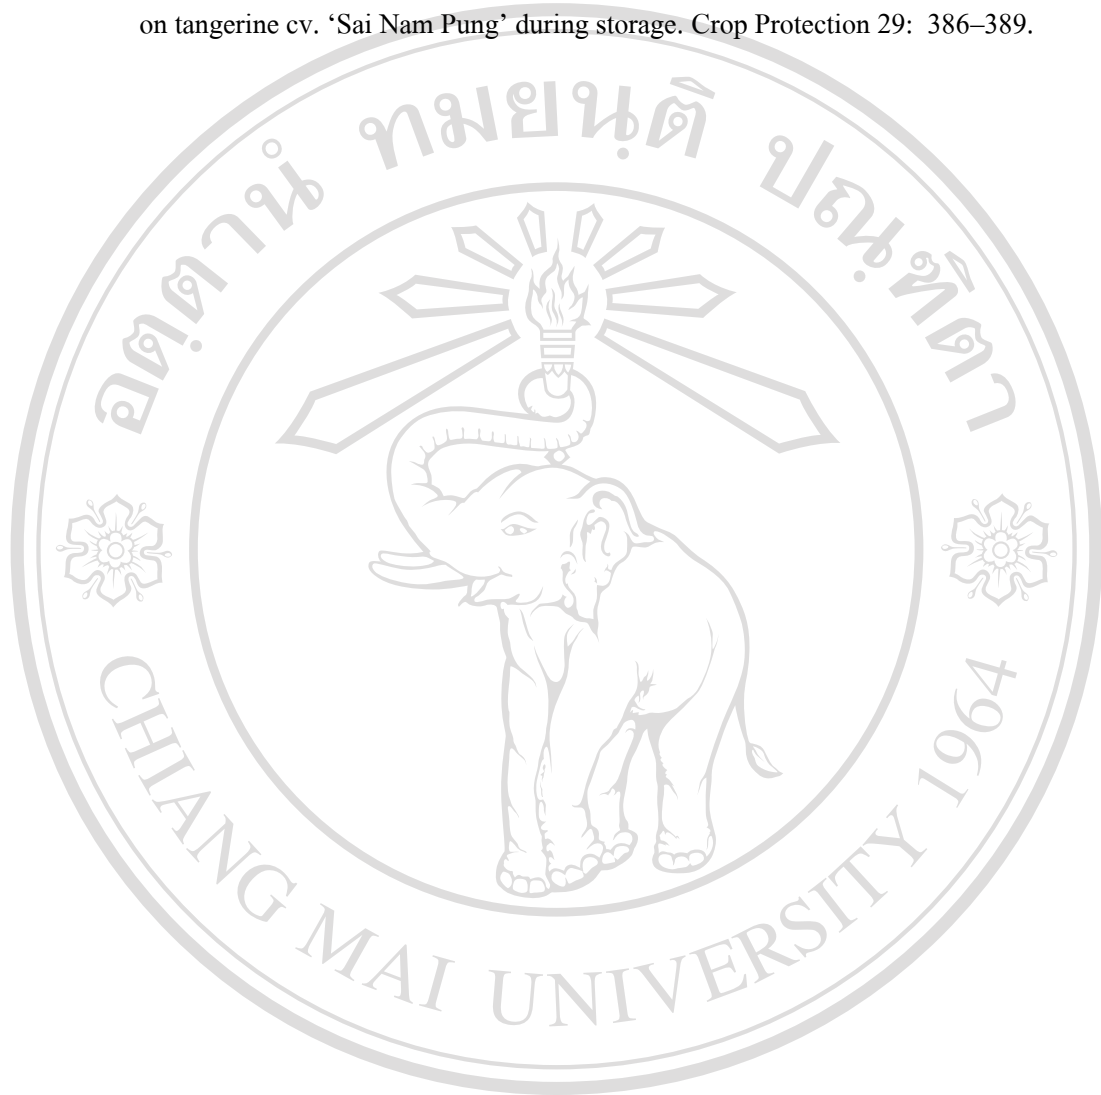 on tangerine cv. ‘Sai Nam Pung’ during storage. Crop Protection 29:  386–389.
อตฺตานํ ทมยนฺติ ปณฺฑิตา
CHIANG MAI UNIVERSITY 1964